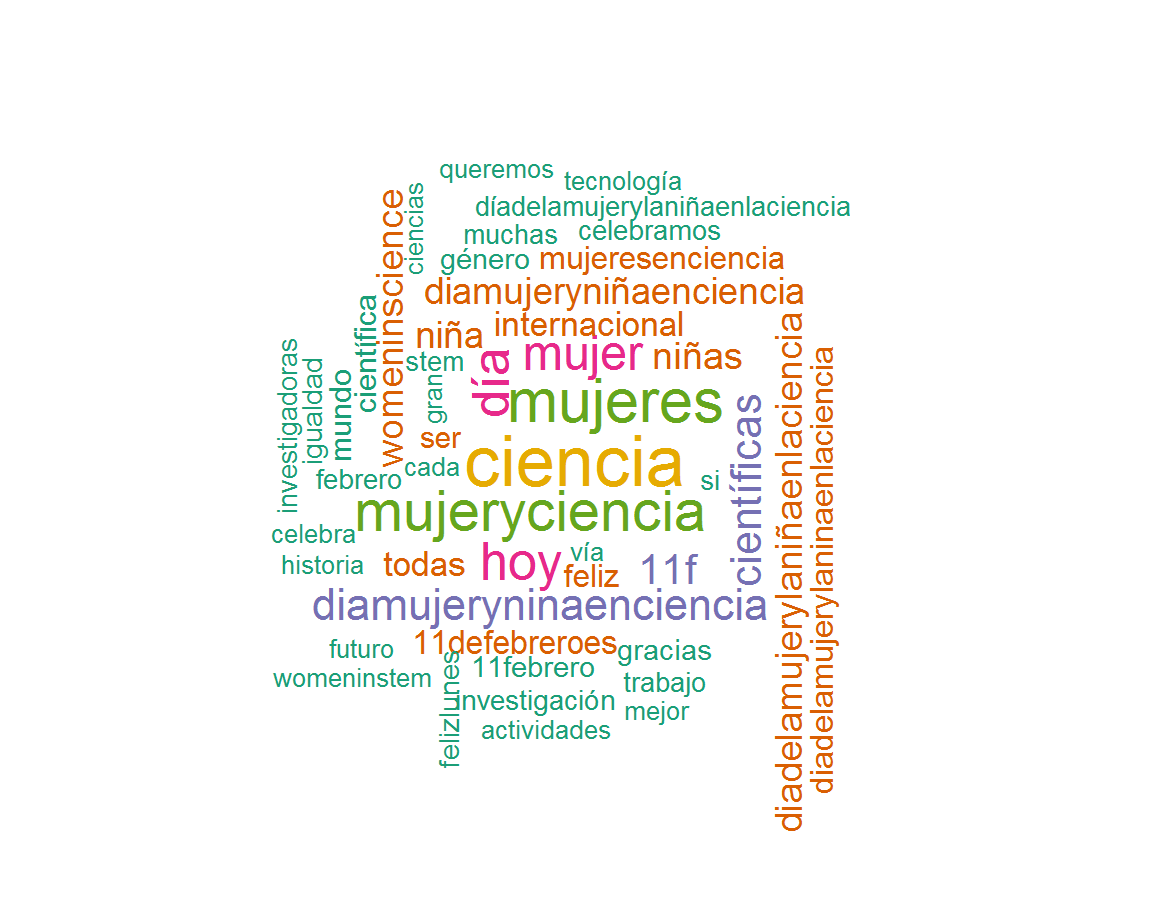 queremos
tecnología
díadelamujerylaniñaenlaciencia
ciencias
womeninscience
muchas
celebramos
género
mujeresenciencia
diamujeryniñaenciencia
internacional
niña
científica
stem
día
mujer
niñas
diadelamujerylaniñaenlaciencia
diadelamujerylaninaenlaciencia
investigadoras
igualdad
mundo
gran
mujeres
científicas
ser
ciencia
cada
si
febrero
mujeryciencia
celebra
historia
todas
hoy
vía
feliz
11f
diamujeryninaenciencia
11defebreroes
futuro
womeninstem
felizlunes
11febrero
gracias
trabajo
investigación
mejor
actividades